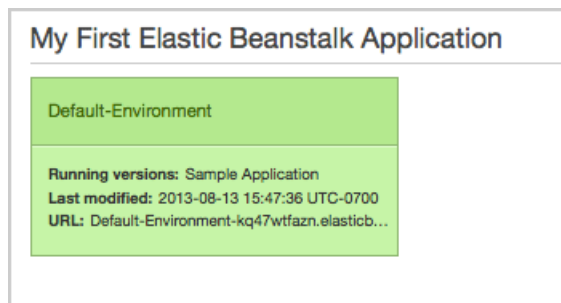 My First Elastic Beanstalk Application
Default-Environment
Running versions: Sample Application
Last modified: 2013-08-13 15:47:36 UTC-0700
URL: Default-Environment-kq47wtfazn.elasticb...